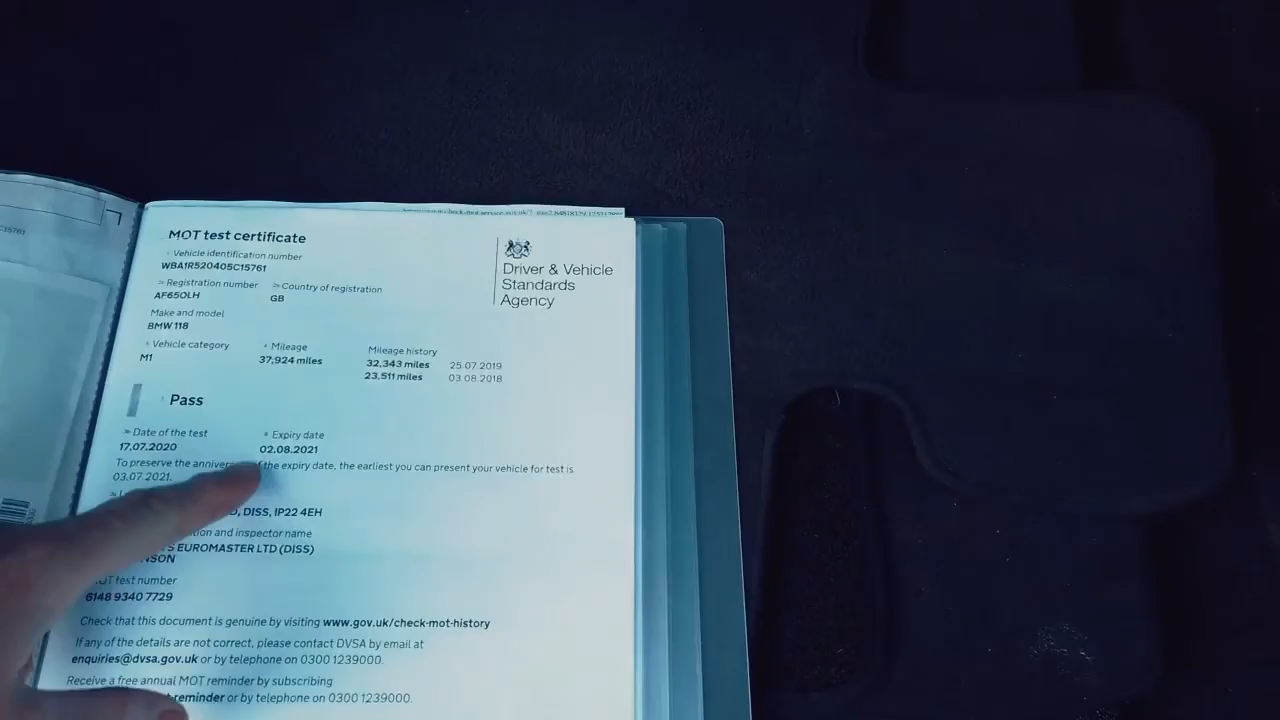 MOT test certificate
Vehicle identification number
WBA1R520405C15761
Registration number
AF65OLH
Country of registration
GB
Driver & Vehicle
Standards
Agency
Make and model
BMW 118
Vehicle category
M1
Mileage
37,924 miles
Mileage history
32,343 miles 25.07.2019
23,511 miles 03.08.2018
Pass
Date of the test
17.07.2020
Expiry date
02.08.2021
To preserve the of the expiry date, the earliest you can present your vehicle for test is
03.07.2021.
DISS, IP22 4EH
and inspector name
EUROMASTER LTD (DISS)
MOT test number
6148 9340 7729
Check that this document is genuine by visiting www.gov.uk/check-mot-history
If any of the details are not correct, please contact DVSA by email at
enquiries@dvsa.gov.uk or by telephone on 0300 1239000.
Receive a free annual MOT reminder by subscribing
reminder or by telephone on 0300 1239000.